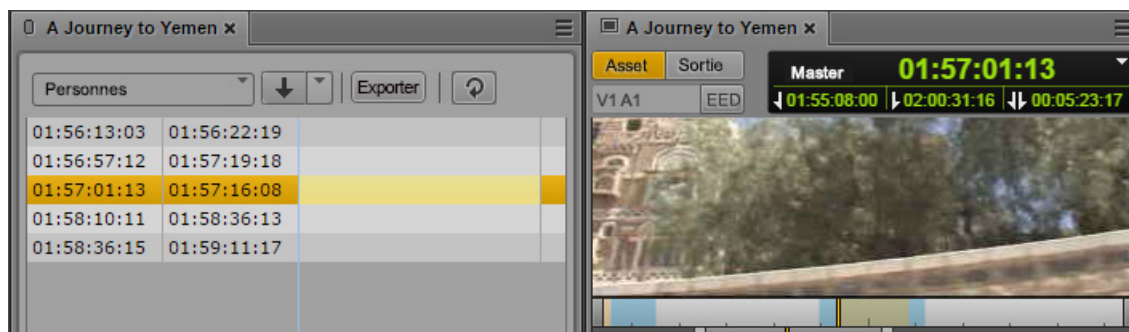 A Journey to Yemen ×
Personnes
Exporter
01:56:13:03 01:56:22:19
01:56:57:12 01:57:19:18
01:57:01:13 01:57:16:08
01:58:10:11 01:58:36:13
01:58:36:15 01:59:11:17
A Journey to Yemen ×
Asset Sortie
Master 01:57:01:13
V1 A1 EED
01:55:08:00 02:00:31:16 00:05:23:17